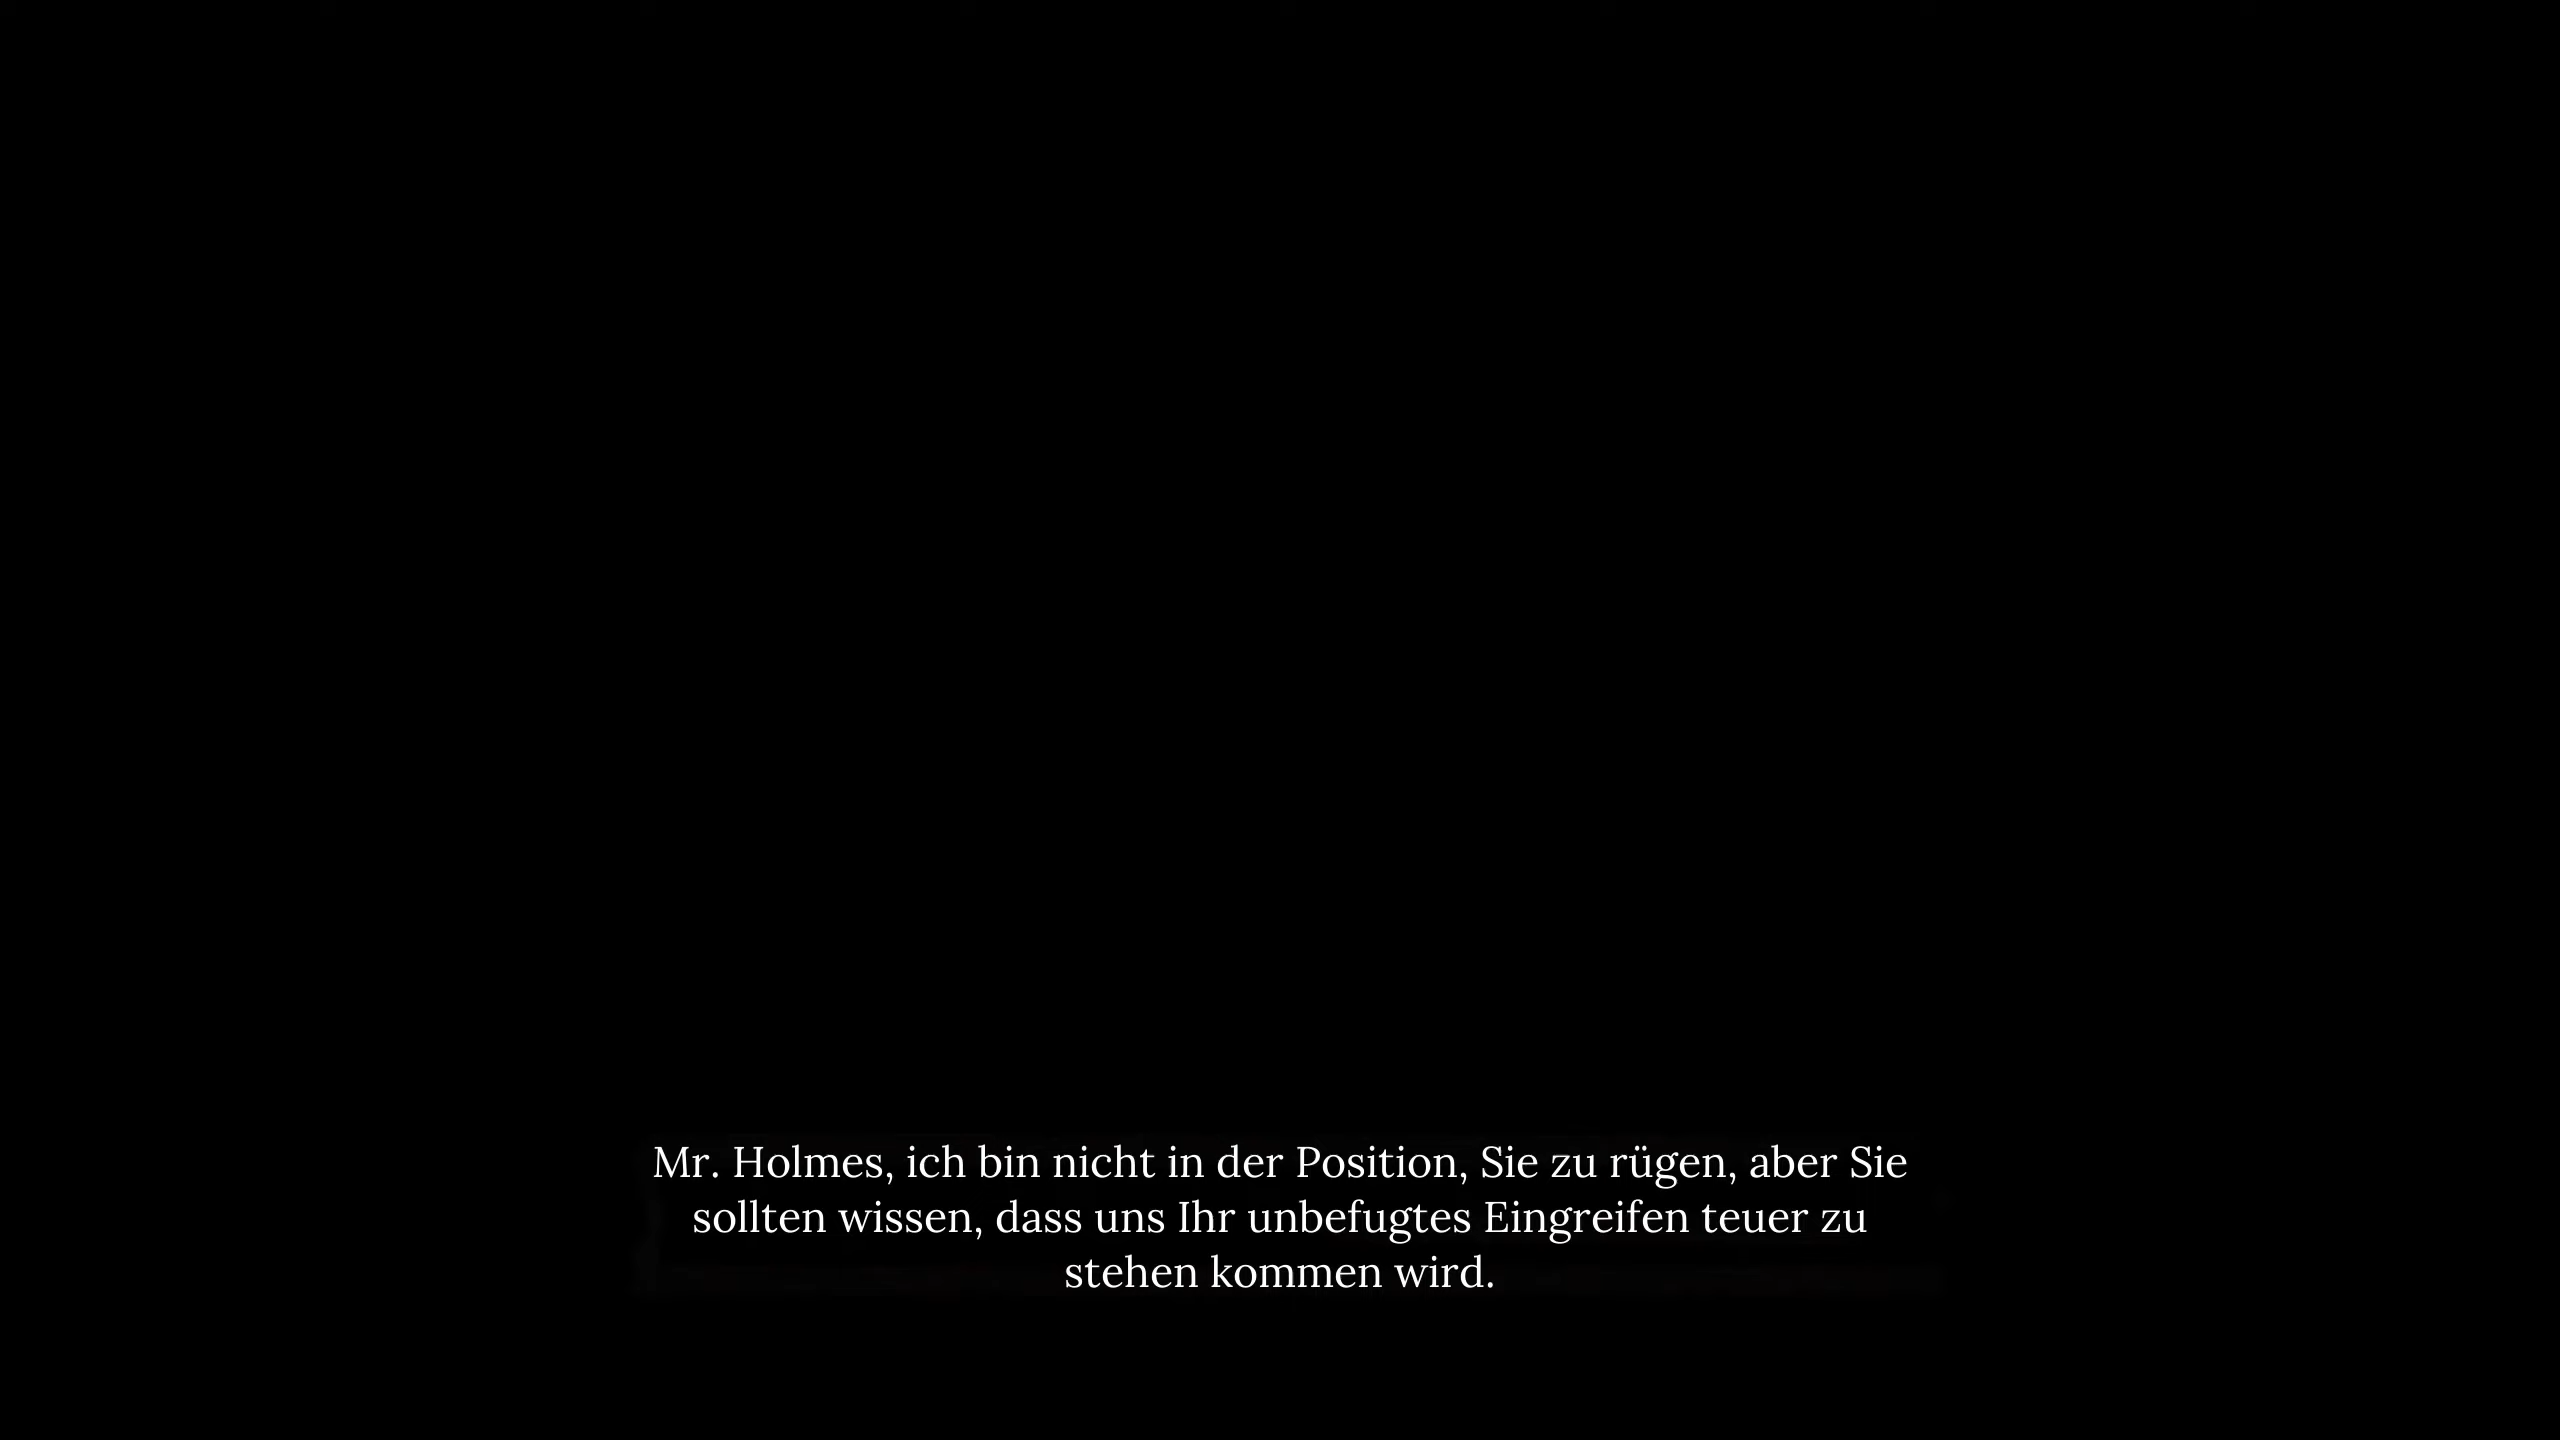 Mr. Holmes, ich bin nicht in der Position, Sie zu rügen, aber Sie
sollten wissen, dass uns Ihr unbefugtes Eingreifen teuer zu
stehen kommen wird.